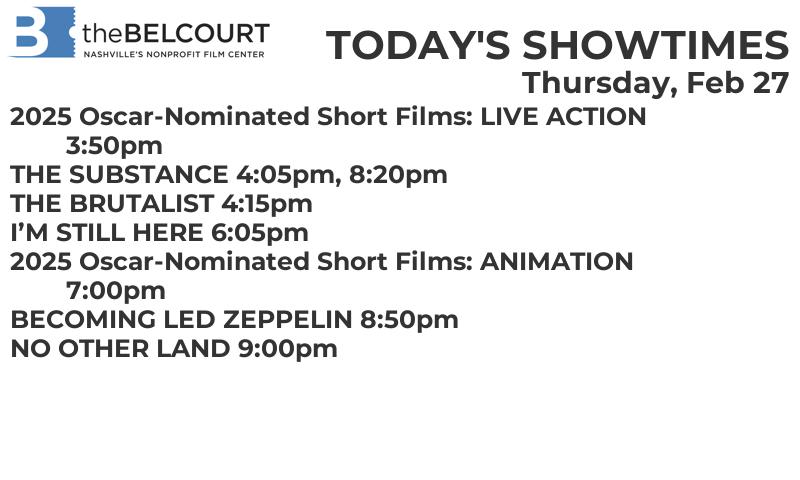 B theBELCOURT
NASHVILLE'S NONPROFIT FILM CENTER
TODAY'S SHOWTIMES
Thursday, Feb 27
2025 Oscar-Nominated Short Films: LIVE ACTION
3:50pm
THE SUBSTANCE 4:05pm, 8:20pm
THE BRUTALIST 4:15pm
I’M STILL HERE 6:05pm
2025 Oscar-Nominated Short Films: ANIMATION
7:00pm
BECOMING LED ZEPPELIN 8:50pm
NO OTHER LAND 9:00pm